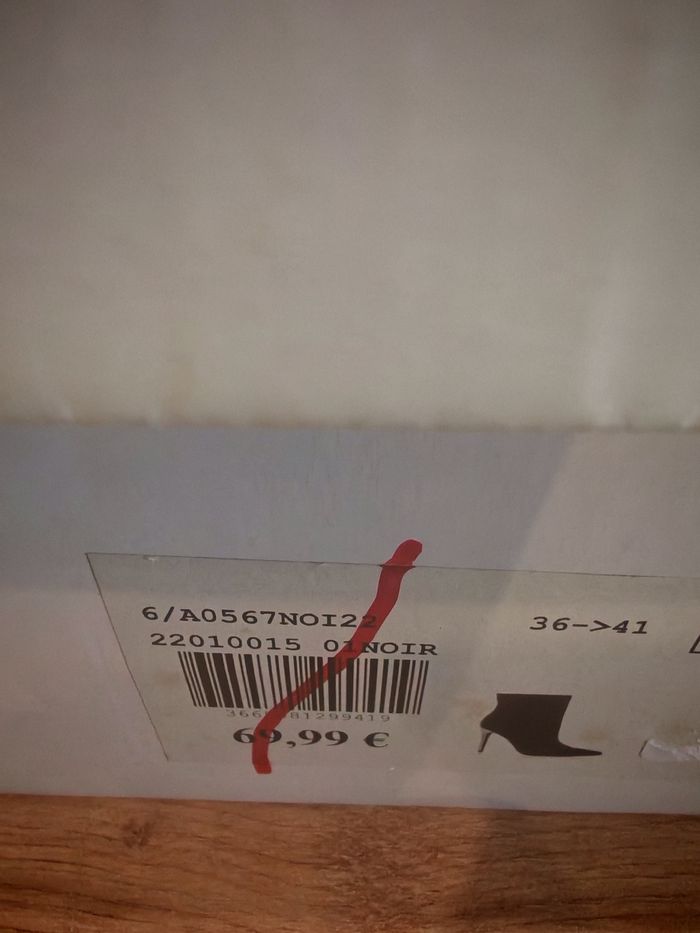 6/A0567NOI22
36->41
22010015 01NOIR
69,99 €